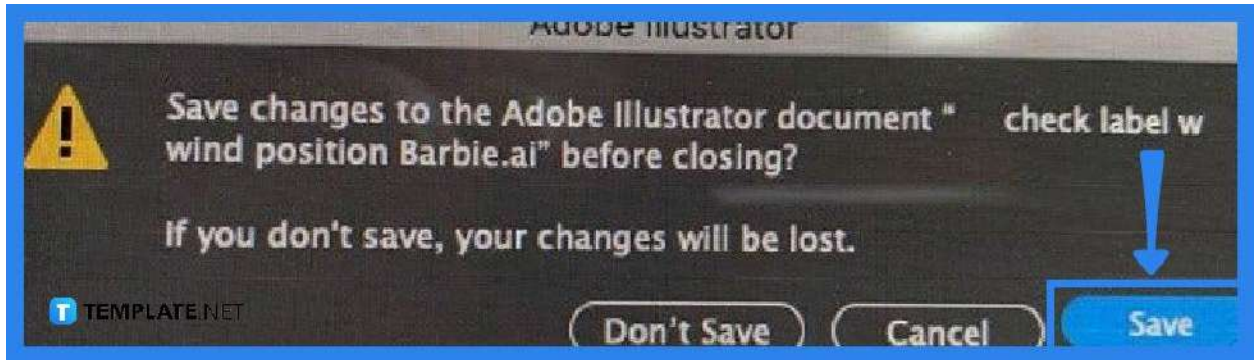 Adobe Illustrator
Save changes to the Adobe Illustrator document “ check label w
wind position Barbie.ai” before closing?
If you don't save, your changes will be lost.
T TEMPLATE.NET
Don't Save
Cancel
Save